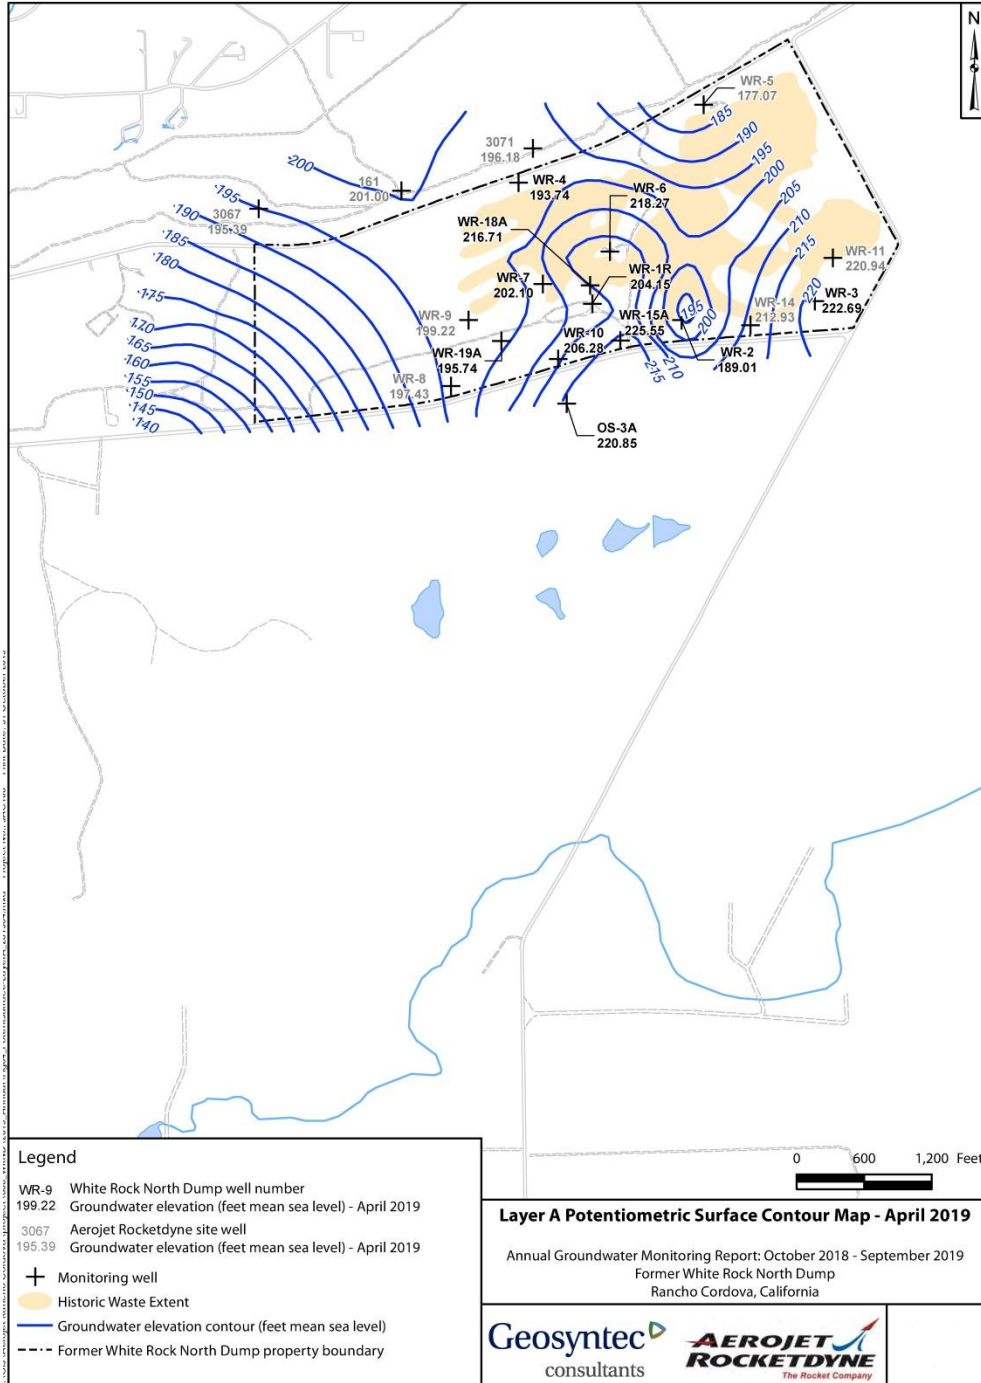 N
WR-5
177.07
185
190
195
200
205
210
215
220
3071
196.18
200
161
201.00
WR-4
193.74
WR-6
218.27
195
3067
195.39
190
185
180
175
170
165
160
155
150
145
140
WR-18A
216.71
WR-11
220.94
WR-7
202.10
WR-1R
204.15
WR-3
222.69
WR-9
199.22
WR-15A
225.55
195
200
WR-14
212.93
WR-10
206.28
WR-19A
195.74
WR-2
189.01
210
215
WR-8
197.43
OS-3A
220.85
Legend
WR-9 White Rock North Dump well number
199.22 Groundwater elevation (feet mean sea level) - April 2019
3067 Aerojet Rocketdyne site well
195.39 Groundwater elevation (feet mean sea level) - April 2019
Monitoring well
Historic Waste Extent
Groundwater elevation contour (feet mean sea level)
Former White Rock North Dump property boundary
0 600 1,200 Feet
Layer A Potentiometric Surface Contour Map - April 2019
Annual Groundwater Monitoring Report: October 2018 - September 2019
Former White Rock North Dump
Rancho Cordova, California
Geosyntec
consultants
AEROJET
ROCKETDYNE
The Rocket Company